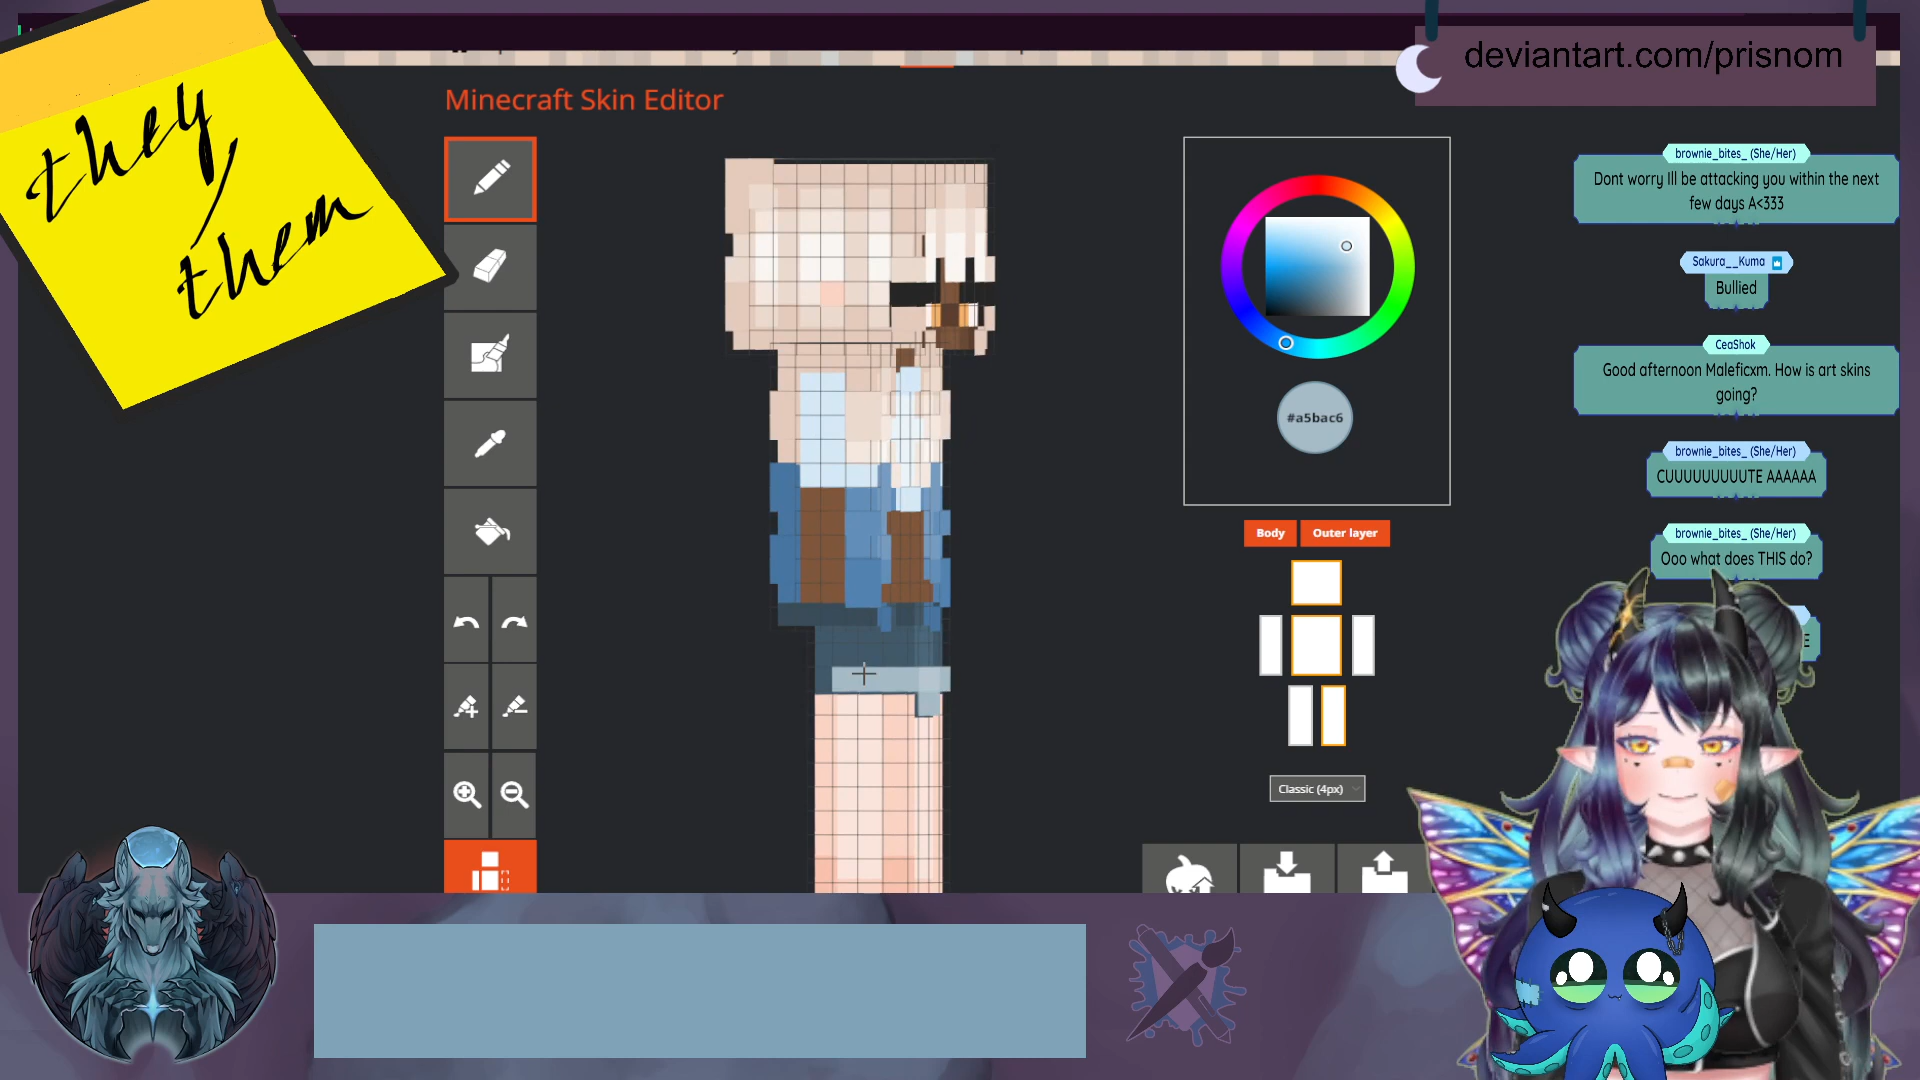 they
/
them
Minecraft Skin Editor
deviantart.com/prisnom
#a5bac6
Body
Outer layer
Classic (4px)
brownie_bites_ (She/Her)
Dont worry Ill be attacking you within the next
few days A<333
Sakura__Kuma
Bullied
CeaShok
Good afternoon Maleficxm. How is art skins
going?
brownie_bites_ (She/Her)
CUUUUUUUUUTE AAAAAA
brownie_bites_ (She/Her)
Ooo what does THIS do?